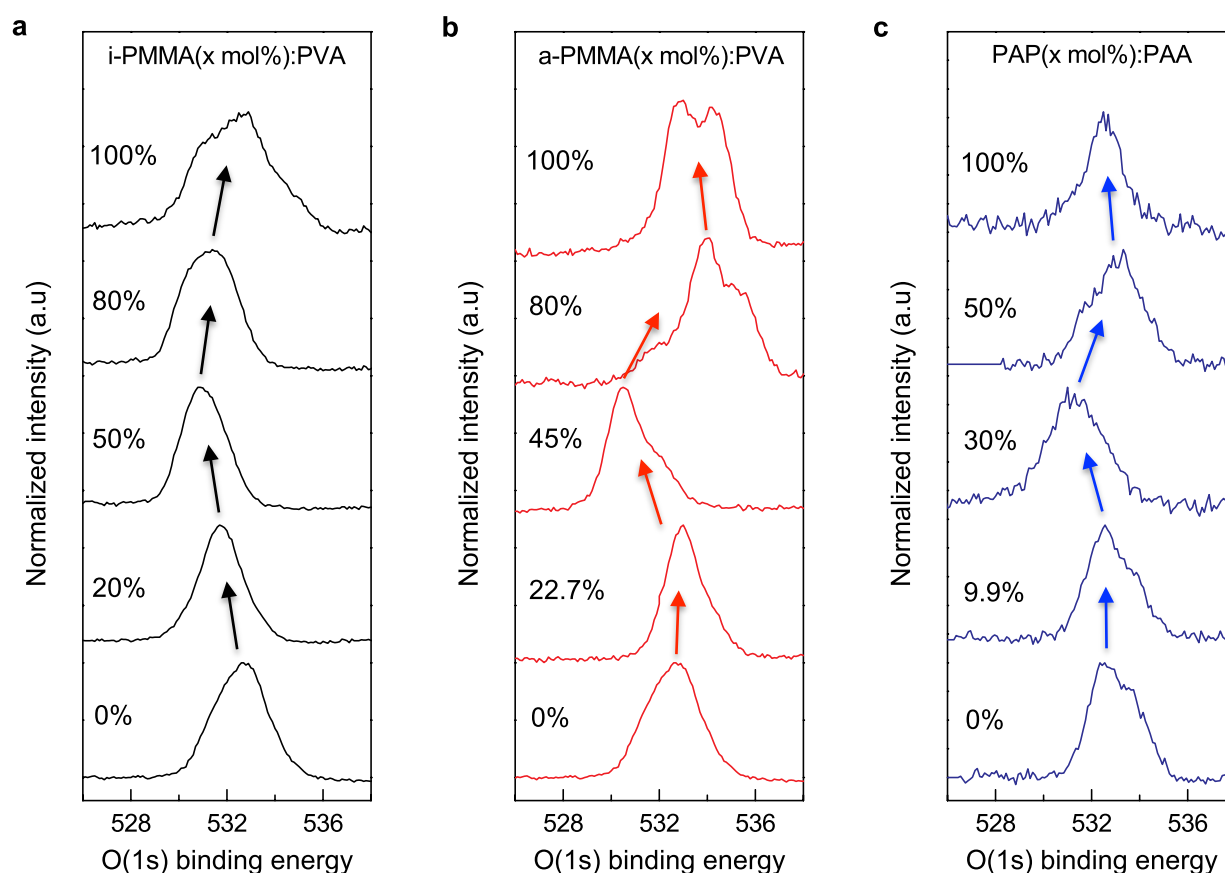 a
i-PMMA(x mol%):PVA
100%
80%
50%
20%
0%
528 532 536
O(1s) binding energy
Normalized intensity (a.u)
b
a-PMMA(x mol%):PVA
100%
80%
45%
22.7%
0%
528 532 536
O(1s) binding energy
Normalized intensity (a.u)
c
PAP(x mol%):PAA
100%
50%
30%
9.9%
0%
528 532 536
O(1s) binding energy
Normalized intensity (a.u)